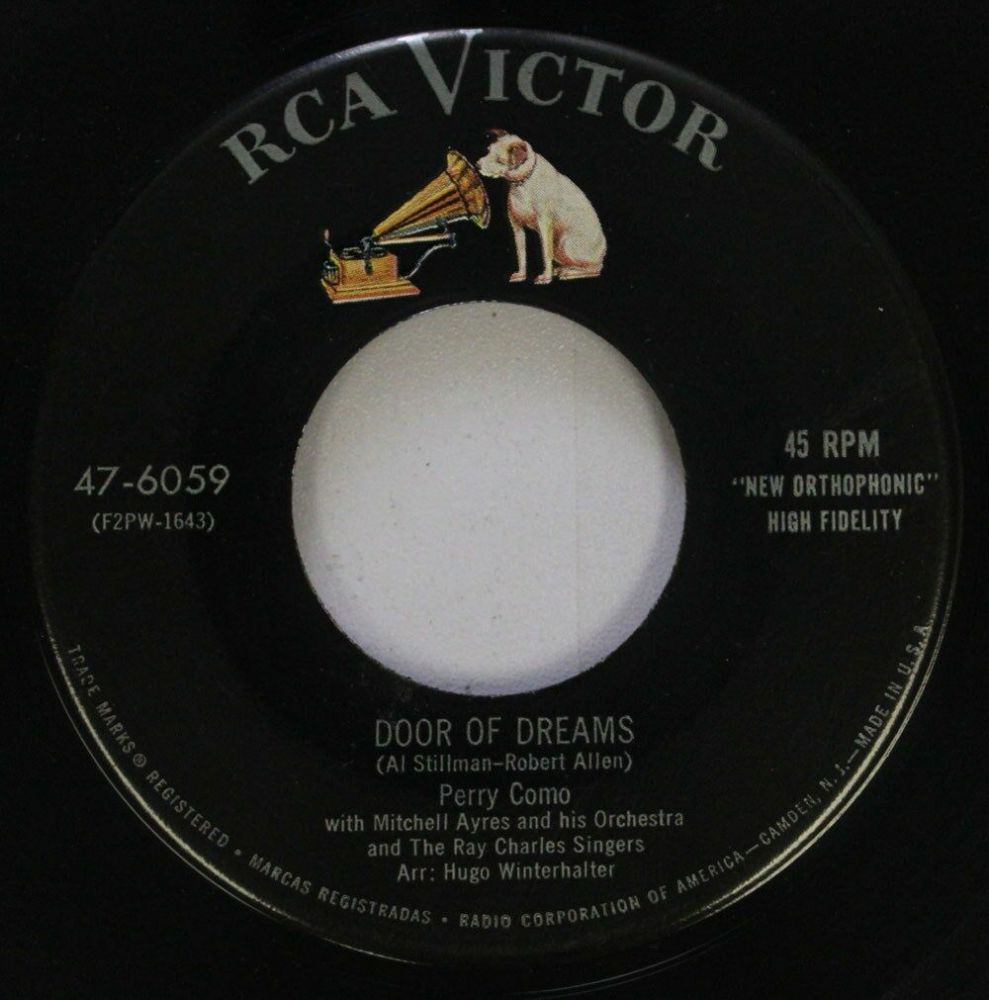 RCA VICTOR
47-6059
(F2PW-1643)
45 RPM
"NEW ORTHOPHONIC"
HIGH FIDELITY
DOOR OF DREAMS
(Al Stillman-Robert Allen)
Perry Como
with Mitchell Ayres and his Orchestra
and The Ray Charles Singers
Arr: Hugo Winterhalter
TRADE MARKS ® REGISTERED • MARCAS REGISTRADAS • RADIO CORPORATION OF AMERICA—CAMDEN, N. J.—MADE IN U. S. A.